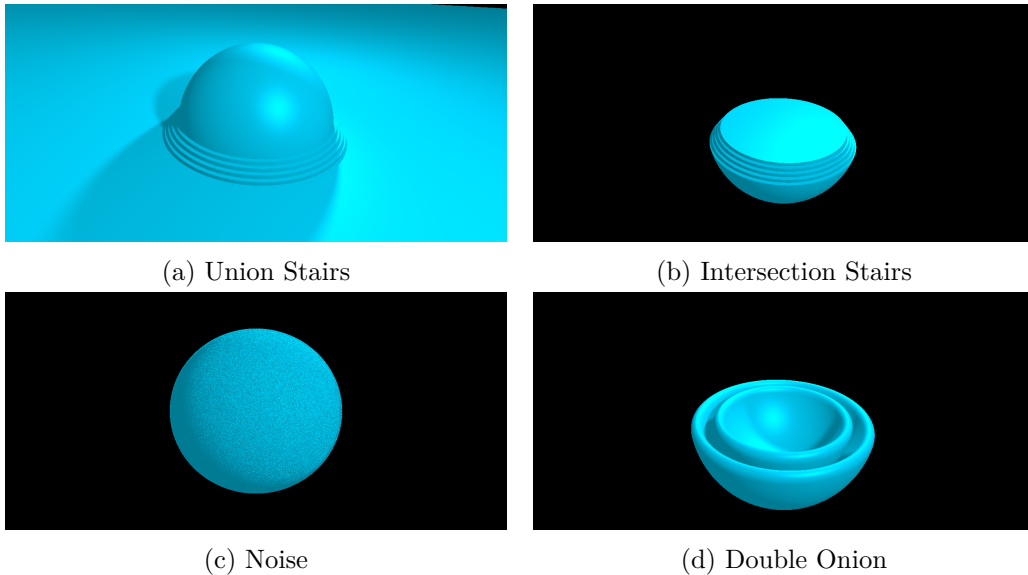 (a) Union Stairs
(b) Intersection Stairs
(c) Noise
(d) Double Onion